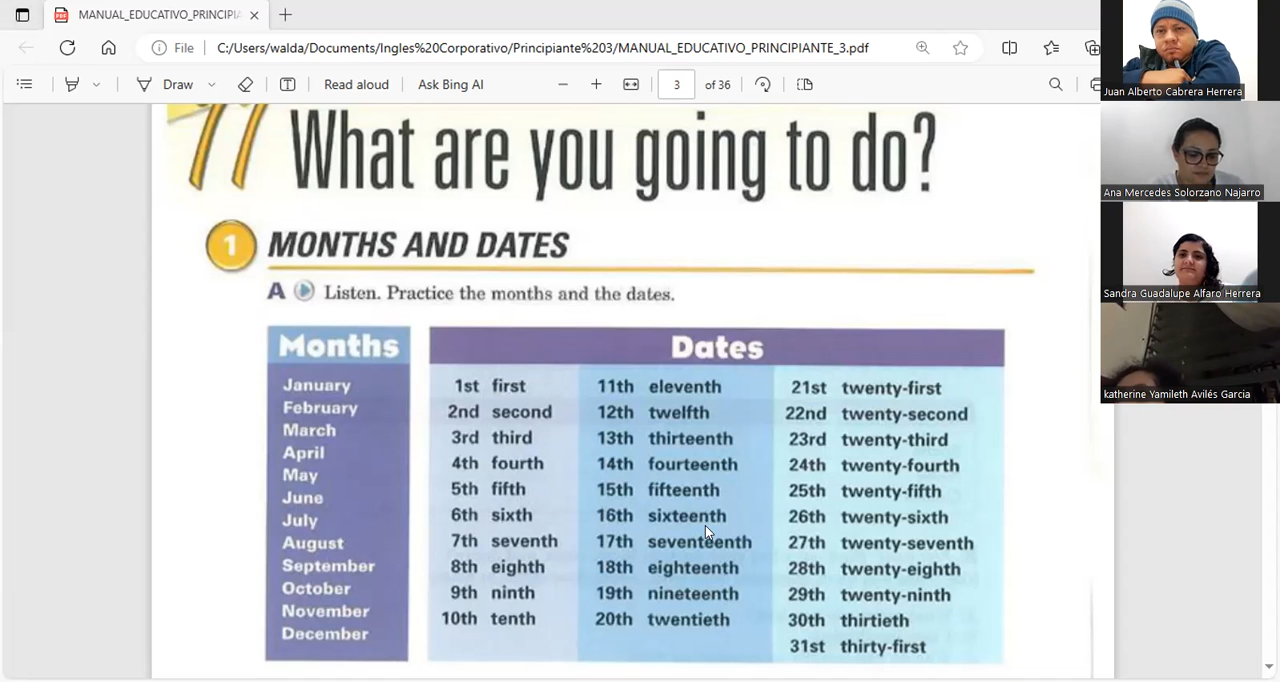 MANUAL_EDUCATIVO_PRINCIPIA
File
C:/Users/walda/Documents/Ingles%20Corporativo/Principiante%203/MANUAL_EDUCATIVO_PRINCIPIANTE_3.pdf
Draw
Read aloud
Ask Bing AI
3
of 36
What are you going to do?
1 MONTHS AND DATES
A Listen. Practice the months and the dates.
Months
January
February
March
April
May
June
July
August
September
October
November
December
Dates
1st first
2nd second
3rd third
4th fourth
5th fifth
6th sixth
7th seventh
8th eighth
9th ninth
10th tenth
11th eleventh
12th twelfth
13th thirteenth
14th fourteenth
15th fifteenth
16th sixteenth
17th seventeenth
18th eighteenth
19th nineteenth
20th twentieth
21st twenty-first
22nd twenty-second
23rd twenty-third
24th twenty-fourth
25th twenty-fifth
26th twenty-sixth
27th twenty-seventh
28th twenty-eighth
29th twenty-ninth
30th thirtieth
31st thirty-first
Juan Alberto Cabrera Herrera
Ana Mercedes Solorzano Najarro
Sandra Guadalupe Alfaro Herrera
katherine Yamileth Avilés Garcia